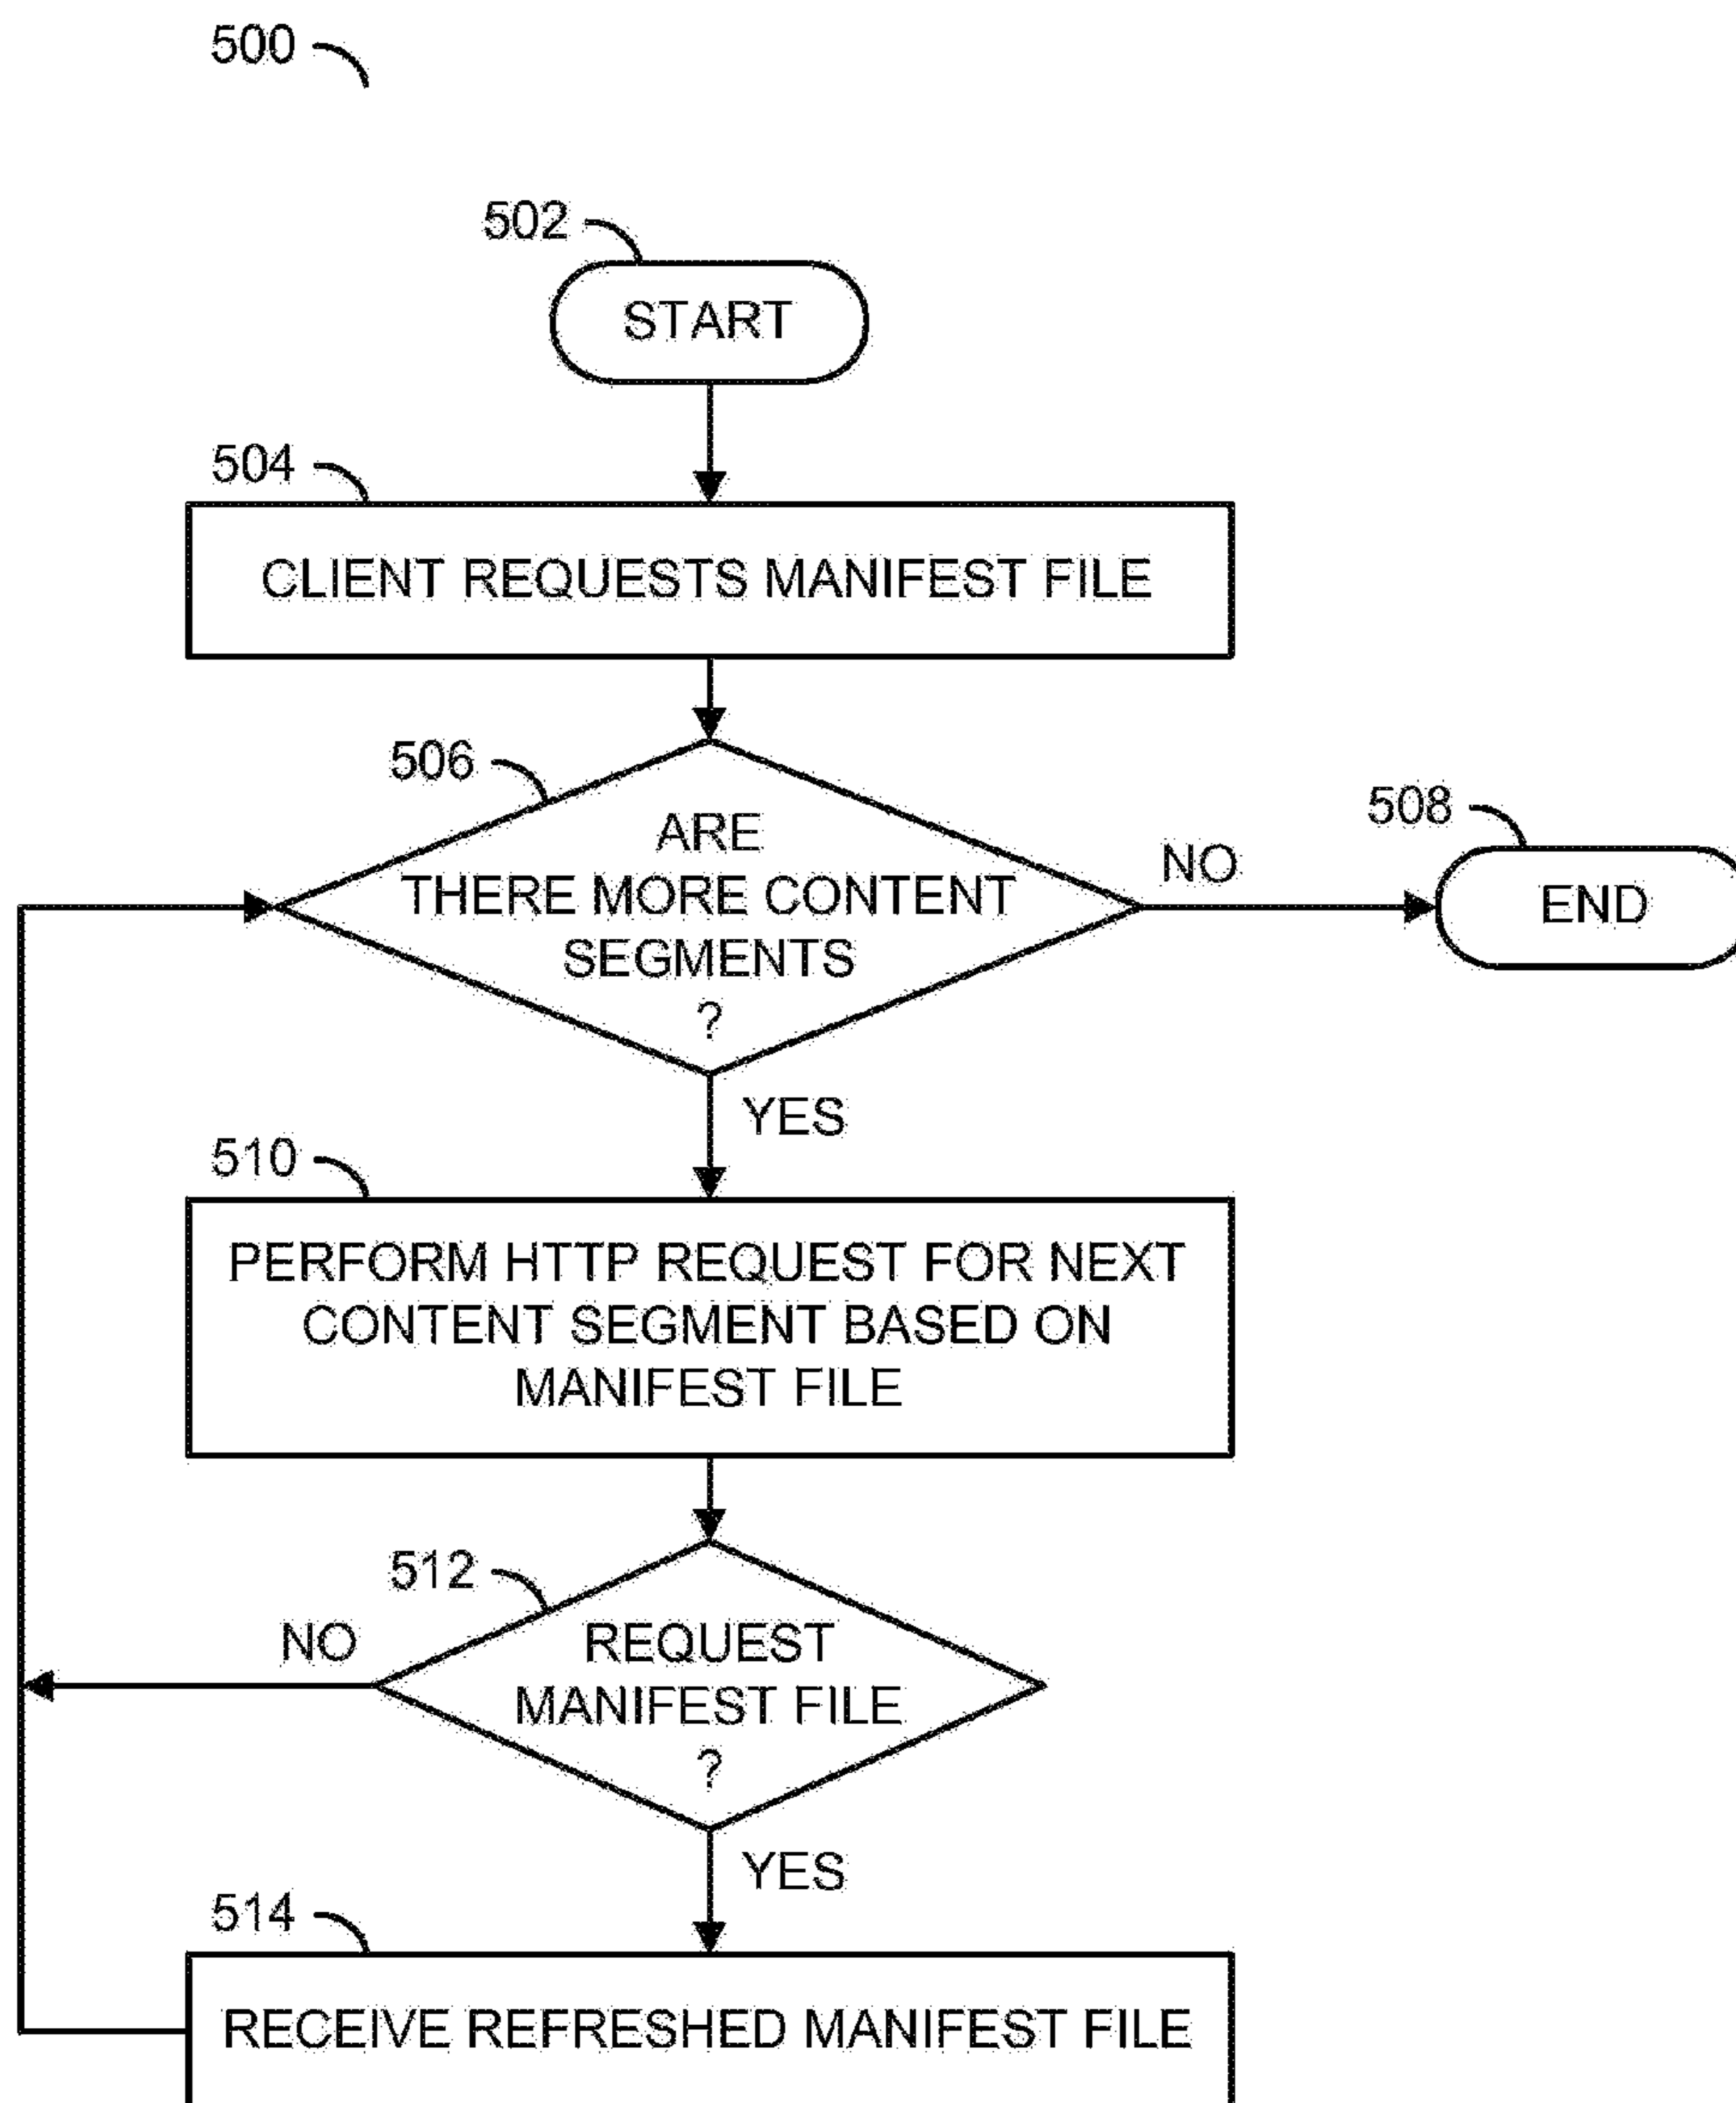 500
502
START
504
CLIENT REQUESTS MANIFEST FILE
506
ARE
THERE MORE CONTENT
SEGMENTS
?
NO
508
END
YES
510
PERFORM HTTP REQUEST FOR NEXT
CONTENT SEGMENT BASED ON
MANIFEST FILE
512
NO
REQUEST
MANIFEST FILE
?
YES
514
RECEIVE REFRESHED MANIFEST FILE